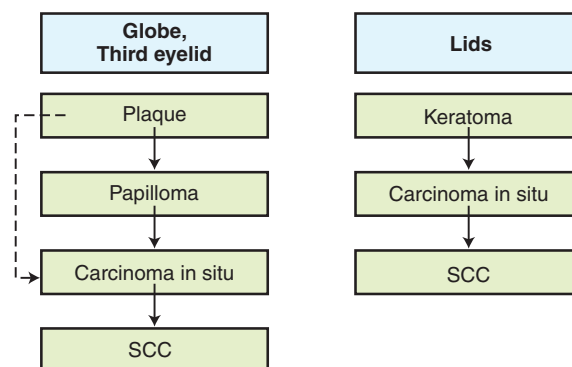 Globe,
Third eyelid
Plaque
Papilloma
Carcinoma in situ
SCC
Lids
Keratoma
Carcinoma in situ
SCC